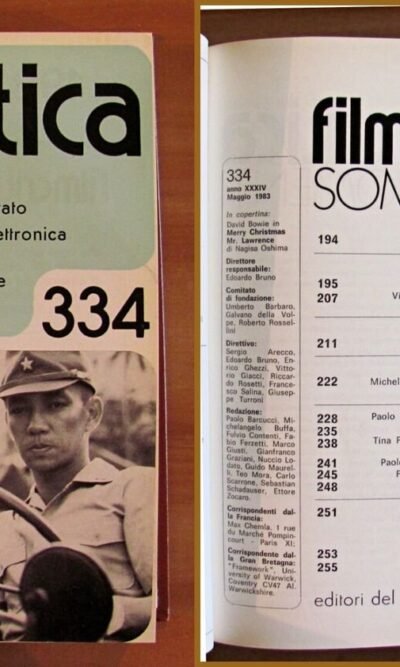 tica
ato
ettronica
e
334
film
SOM
334
anno XXXIV
Maggio 1983
In copertina:
David Bowie in
Merry Christmas
Mr. Lawrence
di Nagisa Oshima
Direttore
responsabile:
Edoardo Bruno
Comitato
di fondazione:
Umberto Barbaro,
Galvano della Vol-
pe, Roberto Rossel-
lini
Direttivo:
Sergio Arecco,
Edoardo Bruno, En-
rico Ghezzi, Vitto-
rio Giacci, Riccar-
do Rosetti, France-
sco Salina, Giusep-
pe Turroni
Redazione:
Paolo Barcucci, Mi-
chelangelo Buffa,
Fulvio Contenti, Fa-
bio Ferzetti, Marco
Giusti, Gianfranco
Graziani, Nuccio Lo-
dato, Guido Maurel-
li, Teo Mora, Carlo
Scarrone, Sebastian
Schadauser, Ettore
Zocaro.
Corrispondenti dal-
la Francia:
Max Chemla, 1 rue
du Marché Pompin-
court - Paris XI;
Corrispondente dal-
la Gran Bretagna:
"Framework", Uni-
versity of Warwick,
Coventry CV47 Al.
Warwickshire.
194
195
207 Vi
211
222 Michel
228 Paolo
235
238 Tina F
241 Paolo
245 F
248
251
253
255
editori del